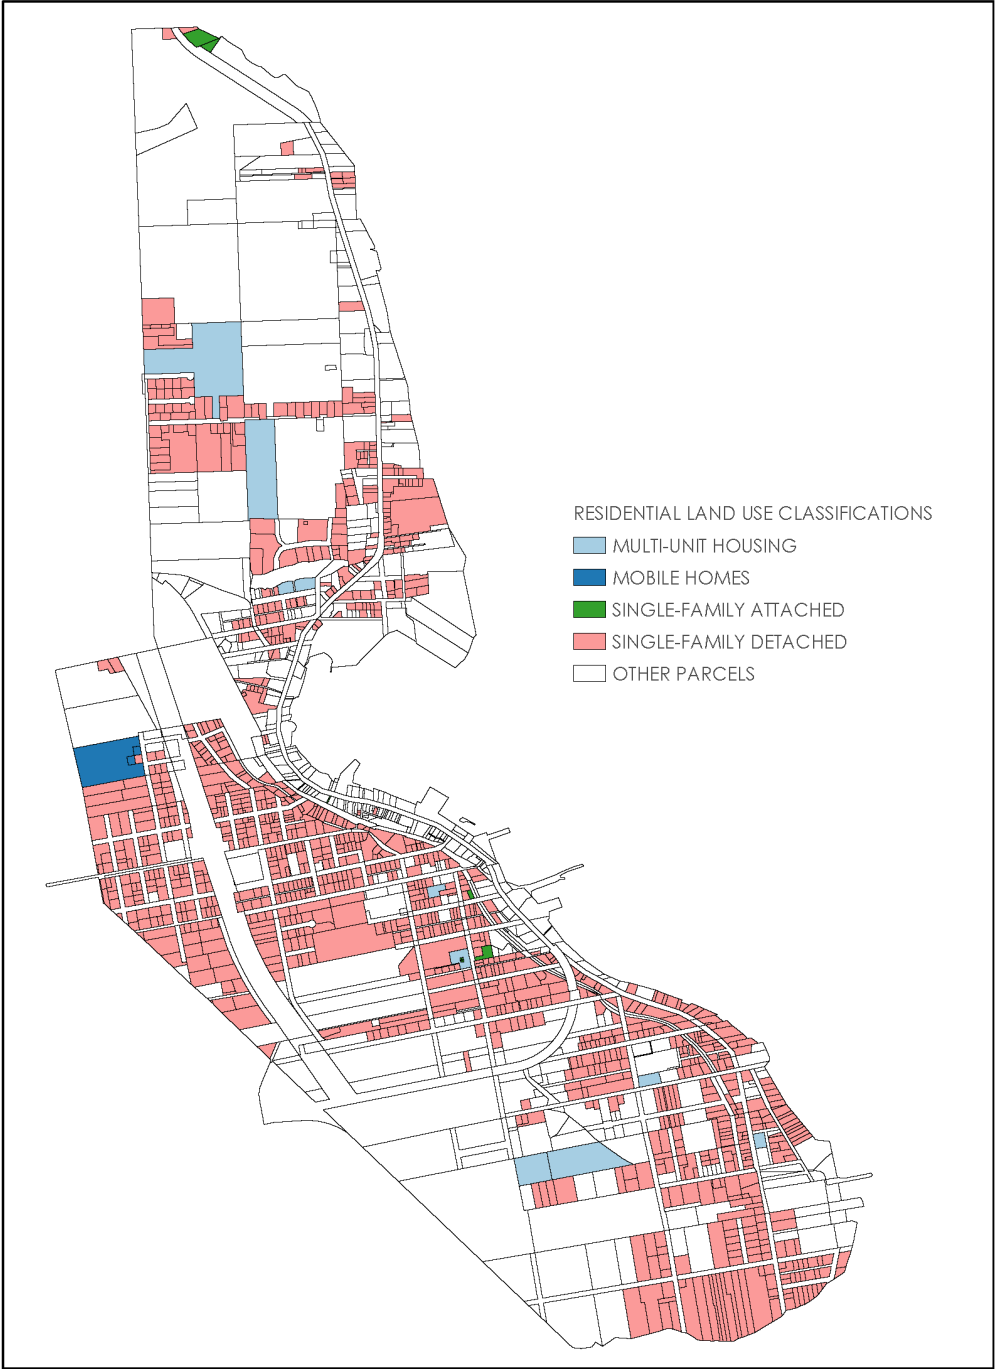 RESIDENTIAL LAND USE CLASSIFICATIONS
MULTI-UNIT HOUSING
MOBILE HOMES
SINGLE-FAMILY ATTACHED
SINGLE-FAMILY DETACHED
OTHER PARCELS